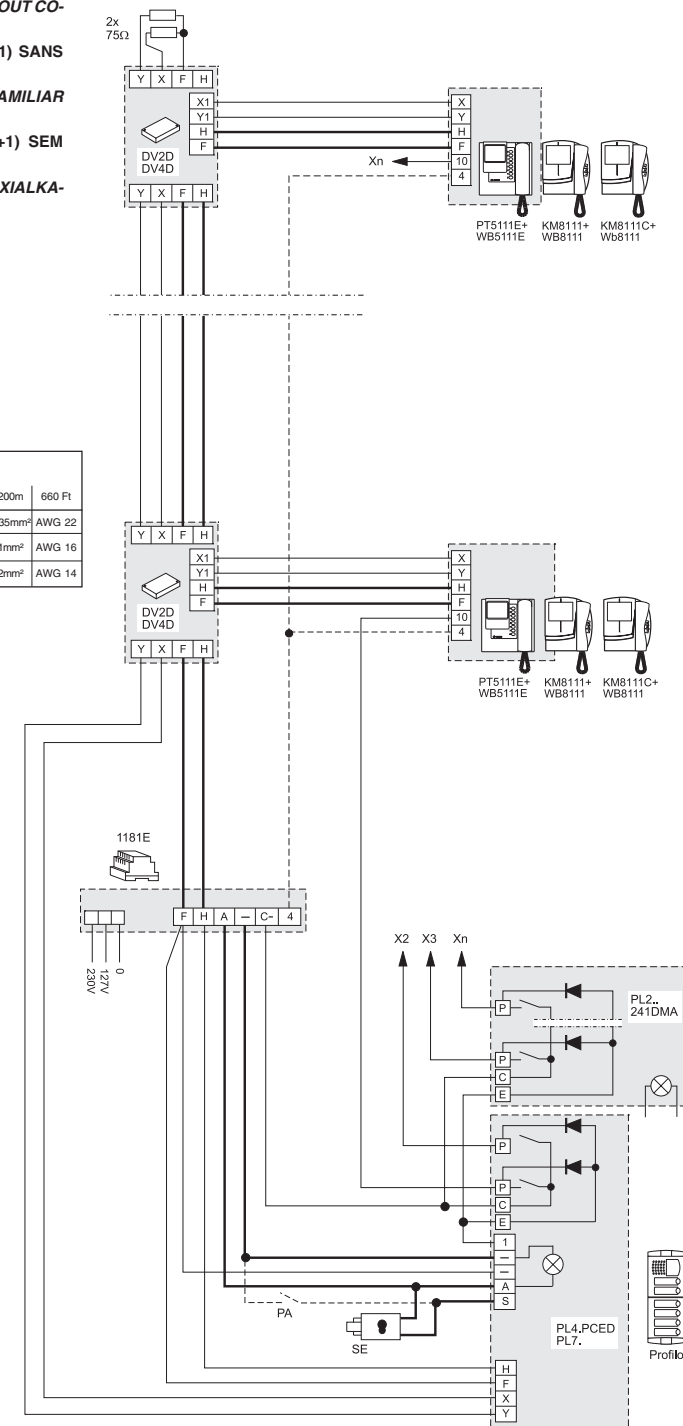 OUT CO-
1) SANS
AMILIAR
+1) SEM
XIALKA-
2x
75Ω
Y X F H
X1
Y1
H
F
DV2D
DV4D
Y X F H
X
Y
H
F
10
4
Xn
PT5111E+
WB5111E
KM8111+
WB8111
KM8111C+
Wb8111
200m 660 Ft
35mm² AWG 22
1mm² AWG 16
2mm² AWG 14
Y X F H
X1
Y1
H
F
DV2D
DV4D
Y X F H
X
Y
H
F
10
4
PT5111E+
WB5111E
KM8111+
WB8111
KM8111C+
WB8111
1181E
F H A — C- 4
230V
127V
0
X2 X3 Xn
P
P
C
E
PL2..
241DMA
P
P
C
E
1
—
—
A
S
PA
SE
PL4.PCED
PL7.
H
F
X
Y
Profilo